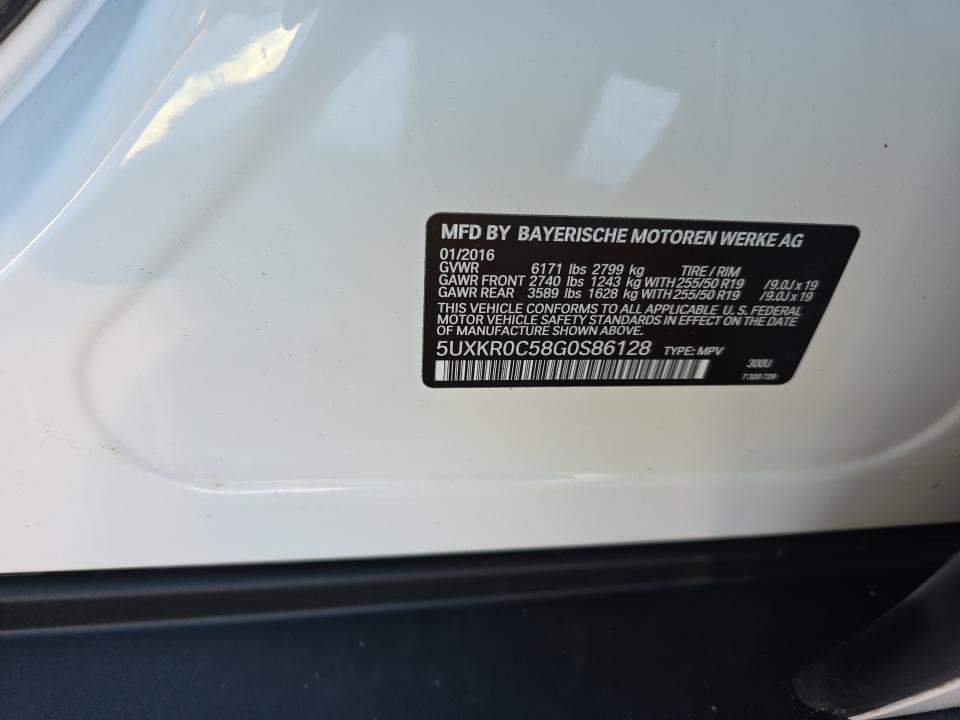 MFD BY BAYERISCHE MOTOREN WERKE AG
01/2016
GVWR 6171 lbs 2799 kg TIRE / RIM
GAWR FRONT 2740 lbs 1243 kg WITH 255/50 R19 /9.0J x 19
GAWR REAR 3589 lbs 1628 kg WITH 255/50 R19 /9.0J x 19
THIS VEHICLE CONFORMS TO ALL APPLICABLE U.S. FEDERAL
MOTOR VEHICLE SAFETY STANDARDS IN EFFECT ON THE DATE
OF MANUFACTURE SHOWN ABOVE.
5UXKR0C58G0S86128 TYPE: MPV
300U
7 320 729